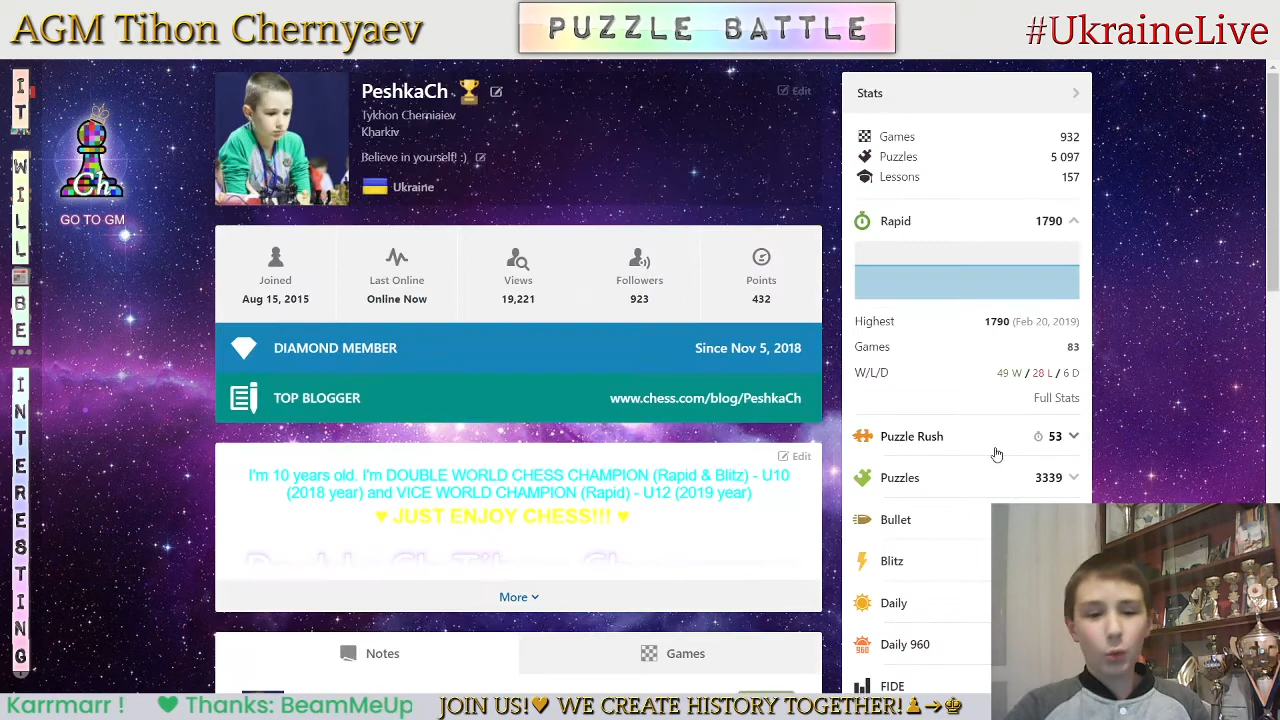 AGM Tihon Chernyaev
PUZZLE BATTLE
#UkraineLive
IT WILL BE INTERESTING
Ch
GO TO GM
PeshkaCh
Edit
Tykhon Cherniaiev
Kharkiv
Believe in yourself! :)
Ukraine
Joined
Aug 15, 2015
Last Online
Online Now
Views
19,221
Followers
923
Points
432
DIAMOND MEMBER
Since Nov 5, 2018
TOP BLOGGER
www.chess.com/blog/PeshkaCh
Edit
I'm 10 years old. I'm DOUBLE WORLD CHESS CHAMPION (Rapid & Blitz) - U10
(2018 year) and VICE WORLD CHAMPION (Rapid) - U12 (2019 year)
♥ JUST ENJOY CHESS!!! ♥
More
Notes
Games
Stats
Games 932
Puzzles 5 097
Lessons 157
Rapid 1790
Highest 1790 (Feb 20, 2019)
Games 83
W/L/D 49 W / 28 L / 6 D
Full Stats
Puzzle Rush 53
Puzzles 3339
Bullet
Blitz
Daily
Daily 960
FIDE
Karrmarr ! 💚 Thanks: BeamMeUp
JOIN US!♥ WE CREATE HISTORY TOGETHER!♟→♚